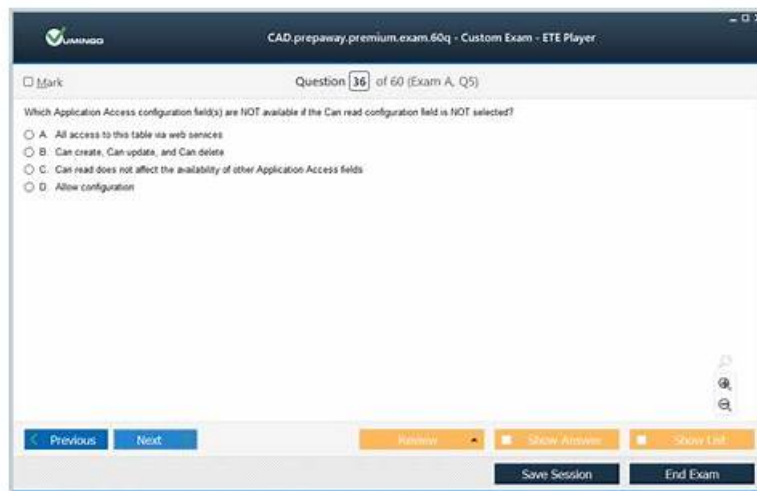 VUMINGO
CAD.prepaway.premium.exam.60q - Custom Exam - ETE Player
Mark
Question 36 of 60 (Exam A, Q5)
Which Application Access configuration field(s) are NOT available if the Can read configuration field is NOT selected?
A. All access to this table via web services
B. Can create, Can update, and Can delete
C. Can read does not affect the availability of other Application Access fields
D. Allow configuration
Previous Next Review Show Answer Show List
Save Session End Exam